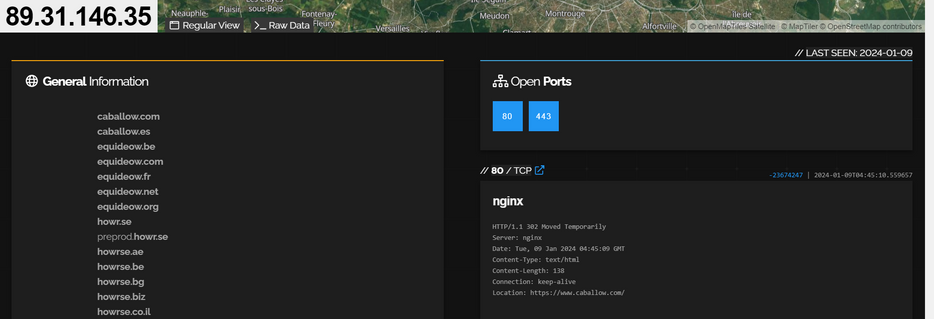 89.31.146.35
Neauphle
Plaisir
Les Clayes
sous-Bois
Fontenay
Fleury
Versailles
Meudon
Montrouge
Alfortville
Île de
Regular View
Raw Data
© OpenMapTiles Satellite © MapTiler © OpenStreetMap contributors
// LAST SEEN: 2024-01-09
General Information
caballow.com
caballow.es
equideow.be
equideow.com
equideow.fr
equideow.net
equideow.org
howr.se
preprod.howr.se
howrse.ae
howrse.be
howrse.bg
howrse.biz
howrse.co.il
Open Ports
80
443
// 80 / TCP
-23674247 | 2024-01-09T04:45:10.559657
nginx
HTTP/1.1 302 Moved Temporarily
Server: nginx
Date: Tue, 09 Jan 2024 04:45:09 GMT
Content-Type: text/html
Content-Length: 138
Connection: keep-alive
Location: https://www.caballow.com/